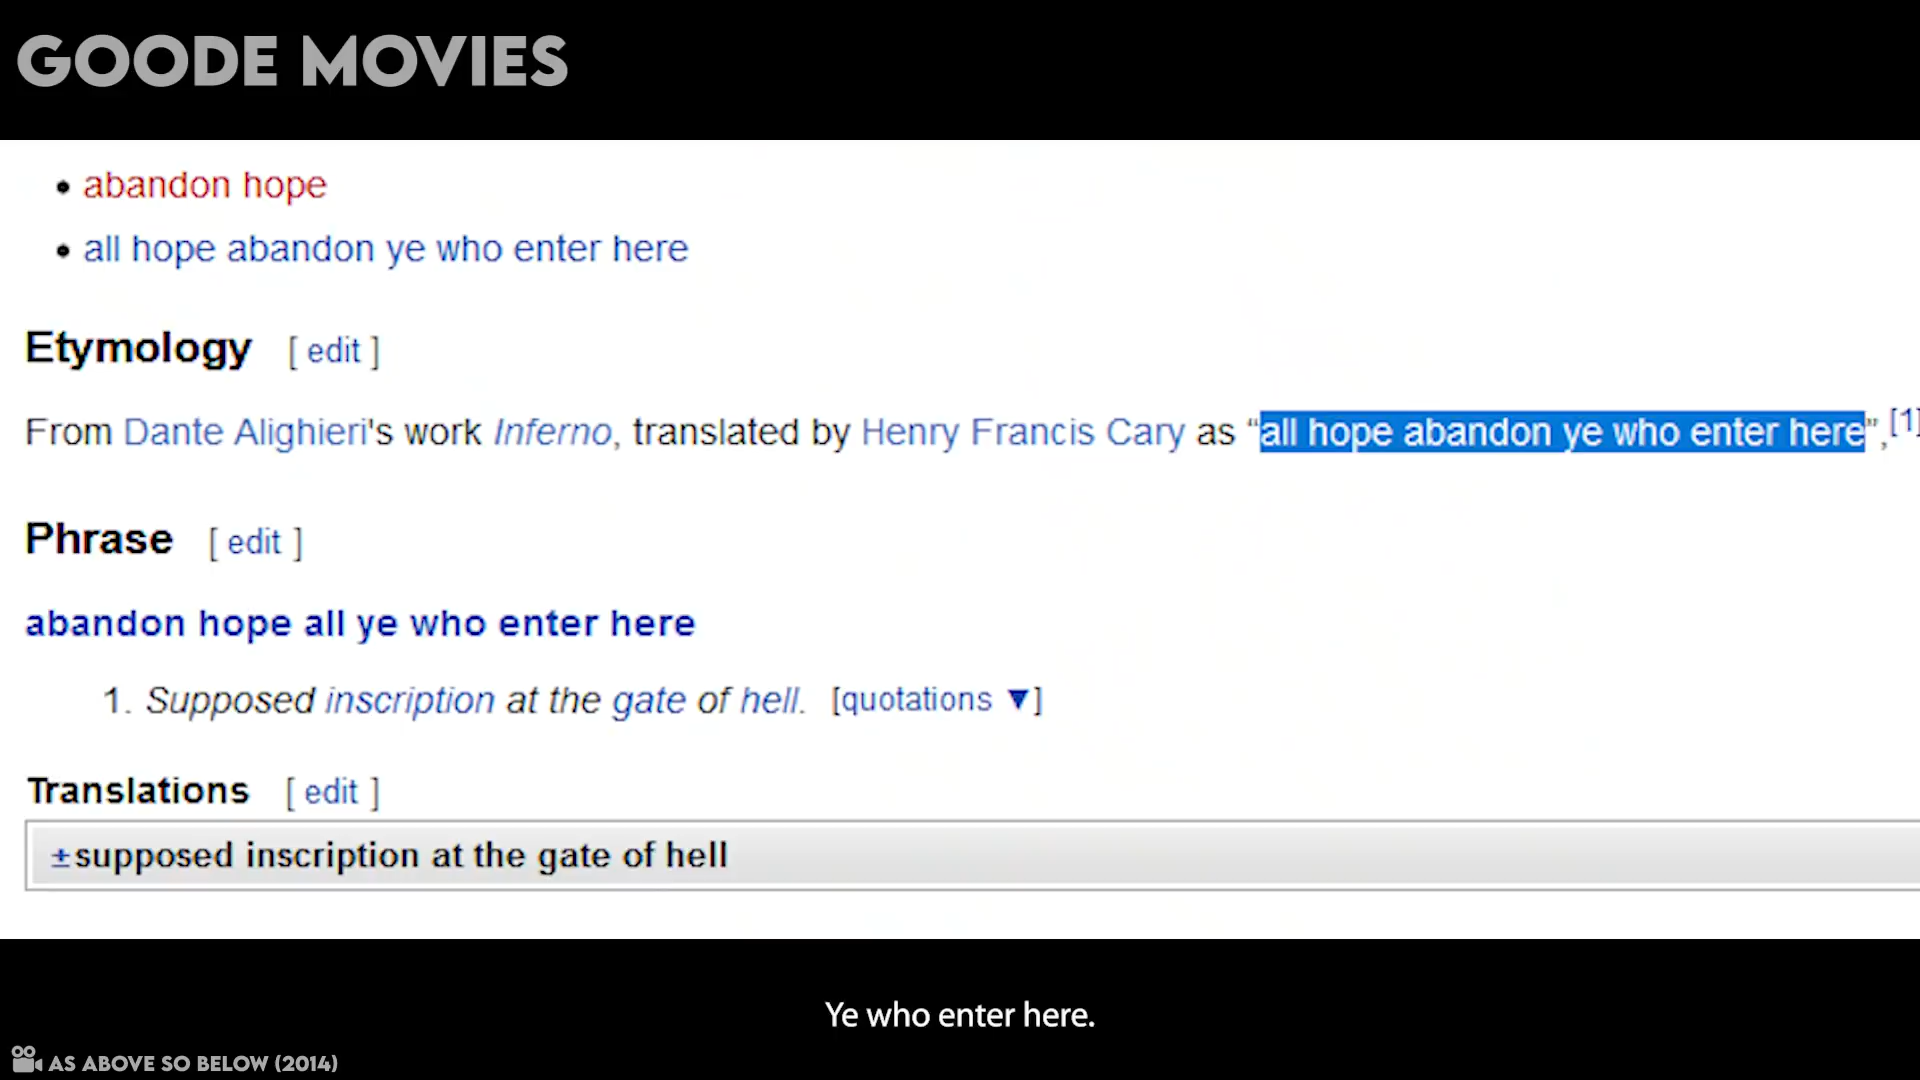 GOODE MOVIES
• abandon hope
• all hope abandon ye who enter here
Etymology [ edit ]
From Dante Alighieri's work Inferno, translated by Henry Francis Cary as “all hope abandon ye who enter here”,[1]
Phrase [ edit ]
abandon hope all ye who enter here
1. Supposed inscription at the gate of hell. [quotations ▼]
Translations [ edit ]
±supposed inscription at the gate of hell
Ye who enter here.
AS ABOVE SO BELOW (2014)